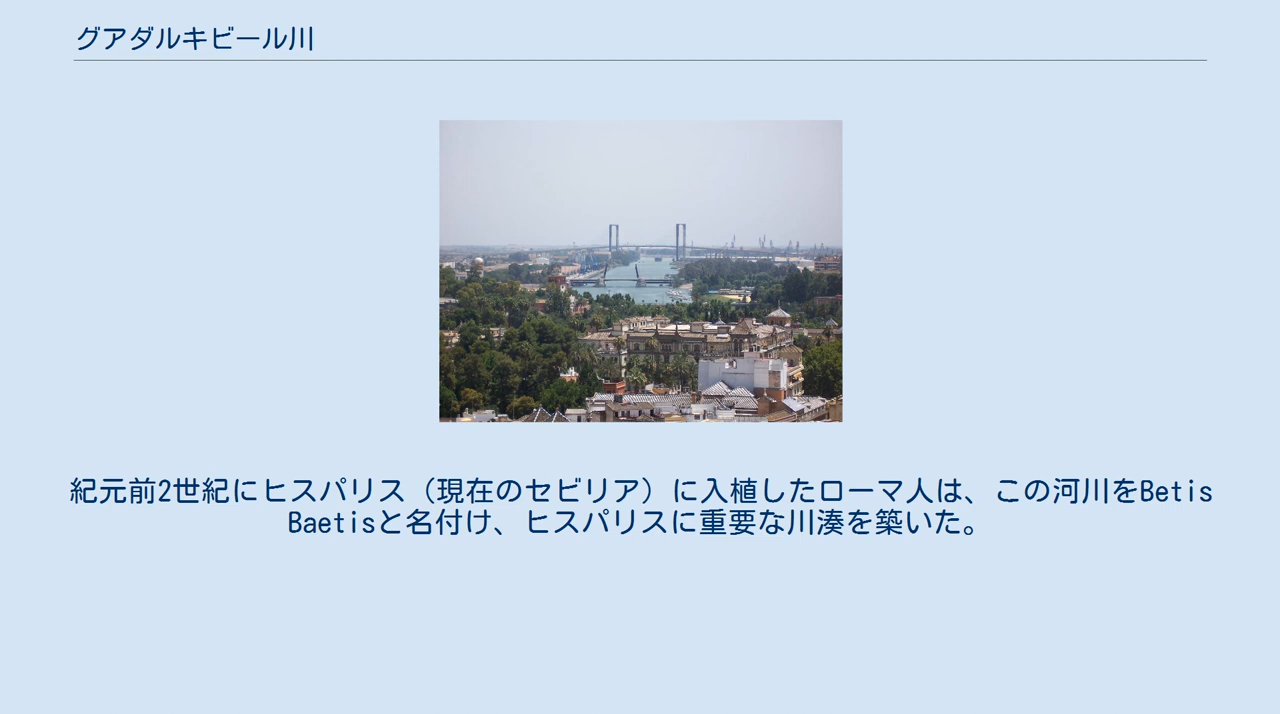 グアダルキビール川
紀元前2世紀にヒスパリス（現在のセビリア）に入植したローマ人は、この河川をBetis
Baetisと名付け、ヒスパリスに重要な川湊を築いた。